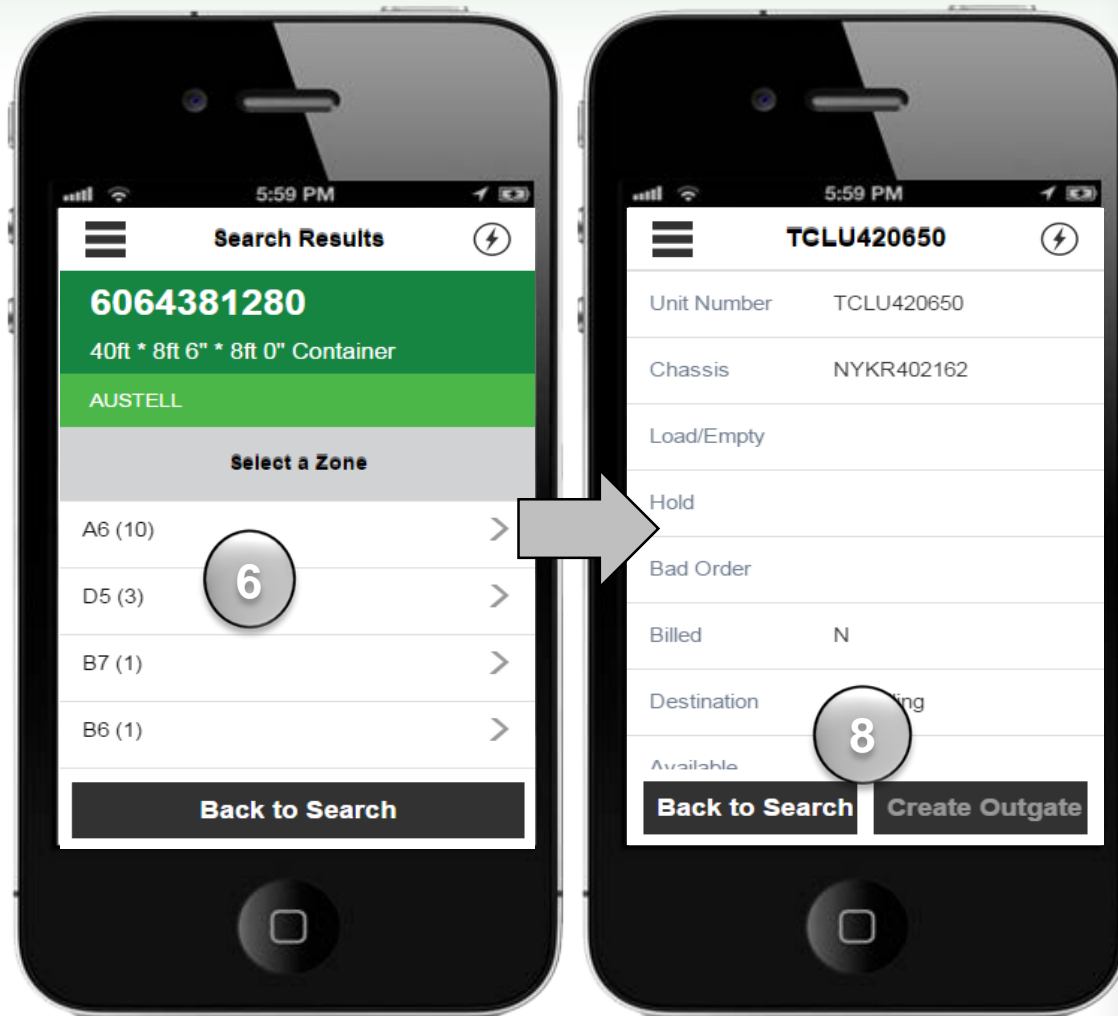 5:59 PM
Search Results
6064381280
40ft * 8ft 6" * 8ft 0" Container
AUSTELL
Select a Zone
A6 (10)
6
D5 (3)
B7 (1)
B6 (1)
Back to Search
5:59 PM
TCLU420650
Unit Number TCLU420650
Chassis NYKR402162
Load/Empty
Hold
Bad Order
Billed N
Destination
8
Available
Back to Search Create Outgate